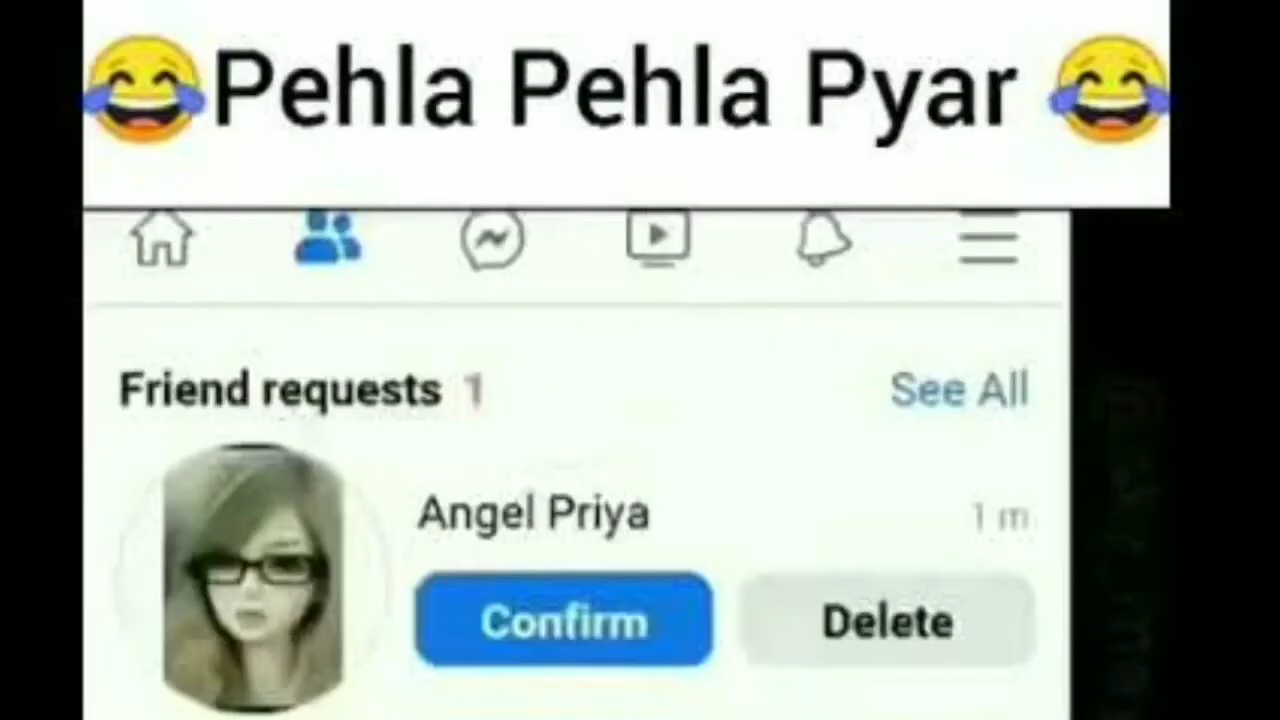 😂Pehla Pehla Pyar 😂
Friend requests 1 See All
Angel Priya 1 m
Confirm Delete